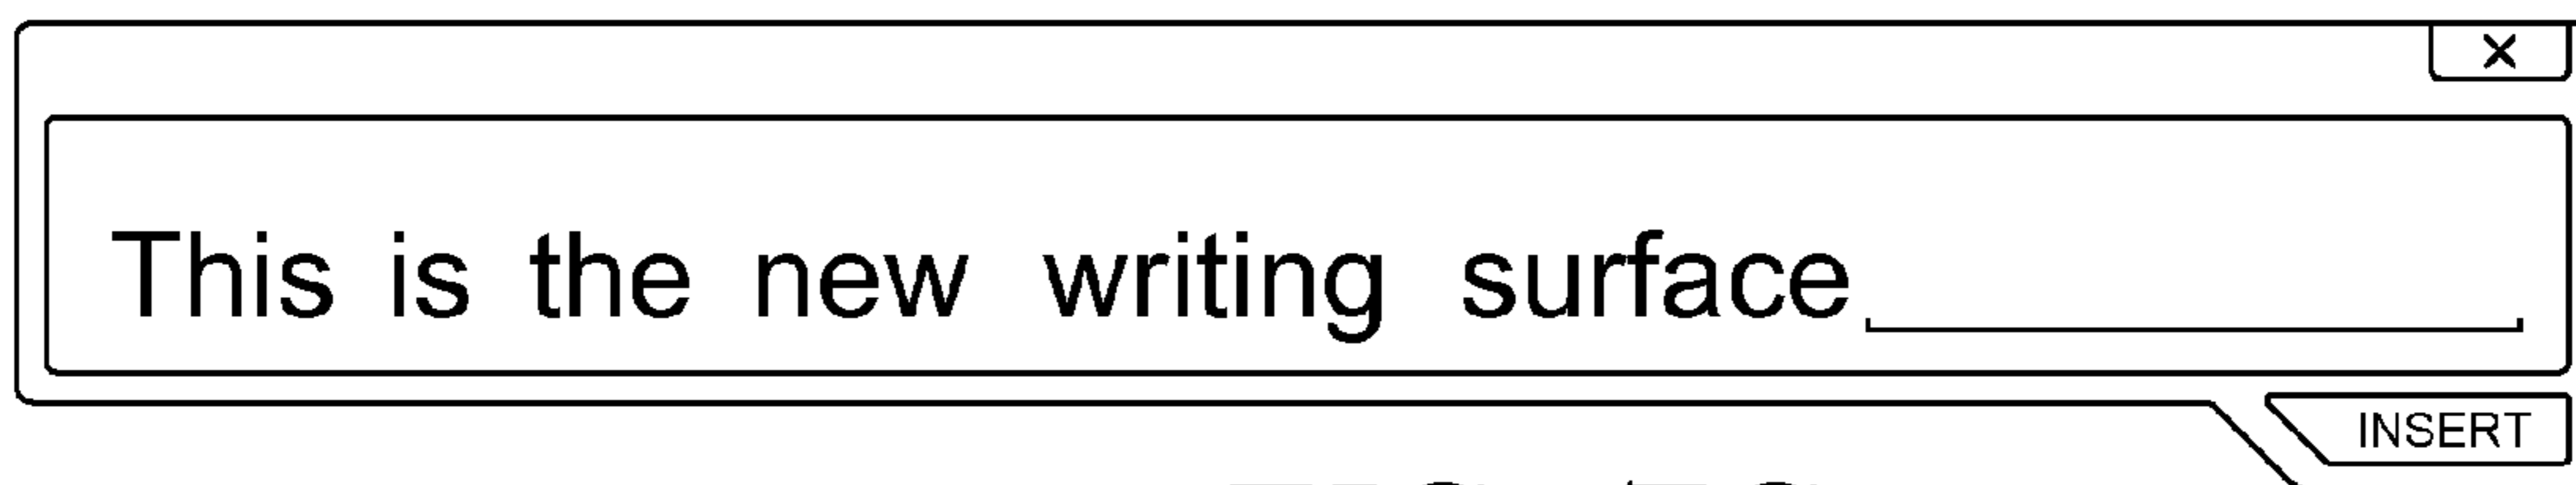 ×
This is the new writing surface
INSERT